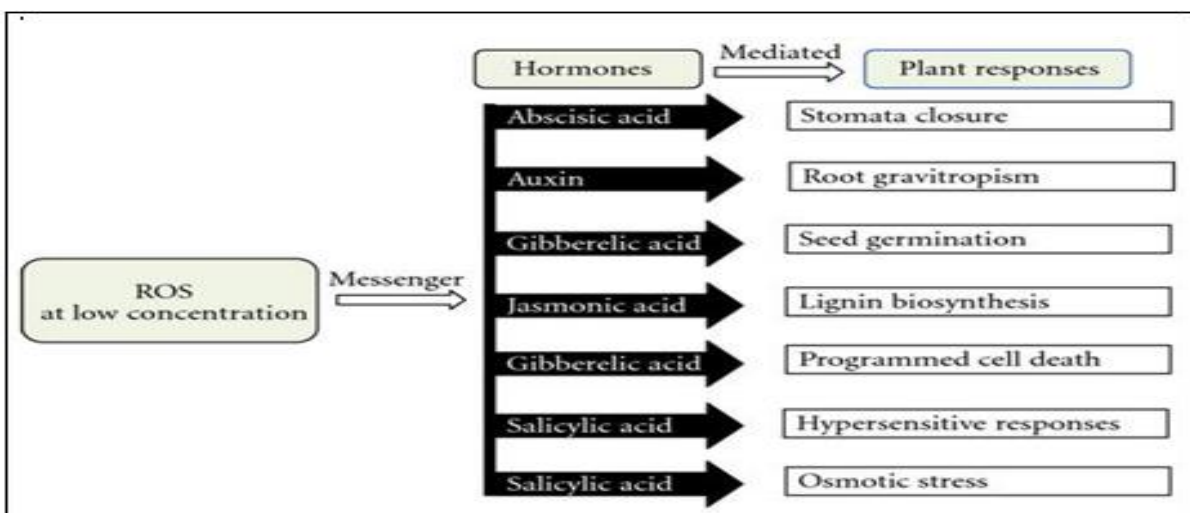 Hormones
Mediated
Plant responses
Abscisic acid
Stomata closure
Auxin
Root gravitropism
Gibberelic acid
Seed germination
ROS
at low concentration
Messenger
Jasmonic acid
Lignin biosynthesis
Gibberelic acid
Programmed cell death
Salicylic acid
Hypersensitive responses
Salicylic acid
Osmotic stress